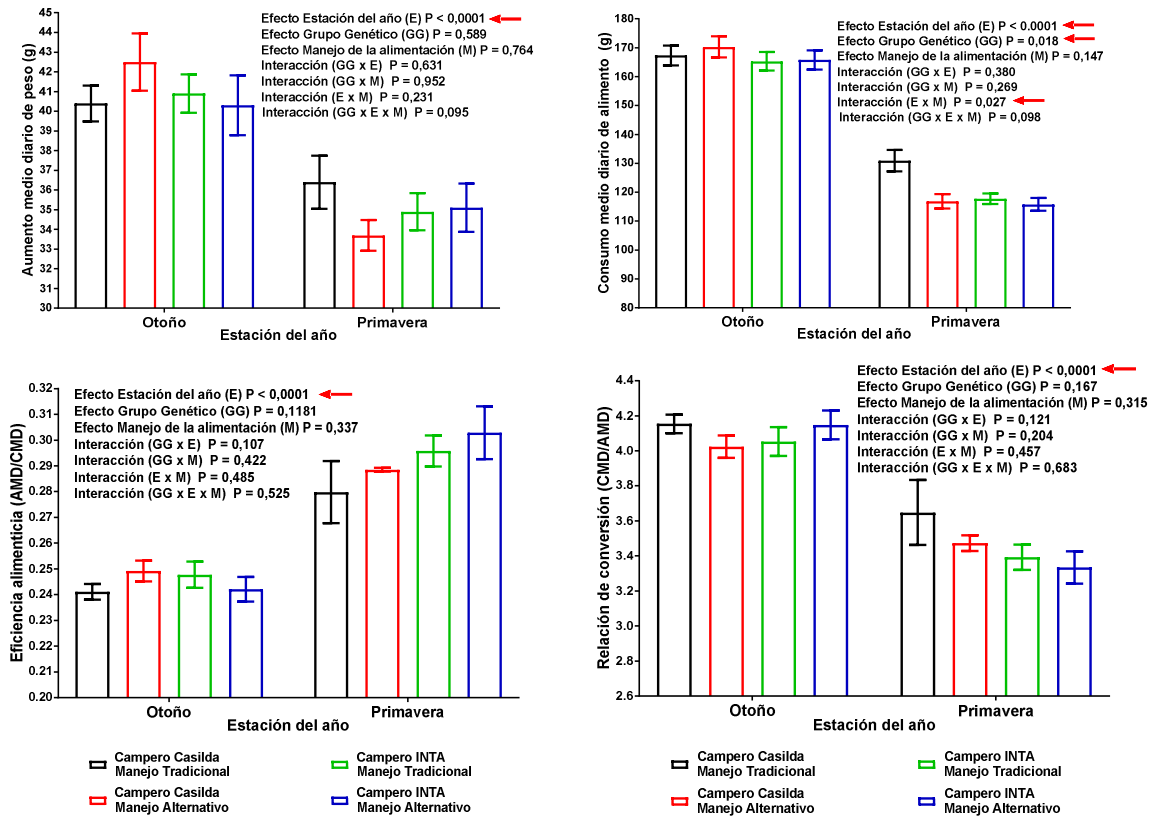 Aumento medio diario de peso (g)
45
44
43
42
41
40
39
38
37
36
35
34
33
32
31
30
Efecto Estación del año (E) P < 0,0001
Efecto Grupo Genético (GG) P = 0,589
Efecto Manejo de la alimentación (M) P = 0,764
Interacción (GG x E) P = 0,631
Interacción (GG x M) P = 0,952
Interacción (E x M) P = 0,231
Interacción (GG x E x M) P = 0,095
Otoño
Primavera
Estación del año
Consumo medio diario de alimento (g)
180
170
160
150
140
130
120
110
100
90
80
Efecto Estación del año (E) P < 0.0001
Efecto Grupo Genético (GG) P = 0,018
Efecto Manejo de la alimentación (M) P = 0,147
Interacción (GG x E) P = 0,380
Interacción (GG x M) P = 0,269
Interacción (E x M) P = 0,027
Interacción (GG x E x M) P = 0,098
Otoño
Primavera
Estación del año
Eficiencia alimenticia (AMD/CMD)
0.32
0.31
0.30
0.29
0.28
0.27
0.26
0.25
0.24
0.23
0.22
0.21
0.20
Efecto Estación del año (E) P < 0,0001
Efecto Grupo Genético (GG) P = 0,1181
Efecto Manejo de la alimentación (M) P = 0,337
Interacción (GG x E) P = 0,107
Interacción (GG x M) P = 0,422
Interacción (E x M) P = 0,485
Interacción (GG x E x M) P = 0,525
Otoño
Primavera
Estación del año
Relación de conversión (CMD/AMD)
4.4
4.2
4.0
3.8
3.6
3.4
3.2
3.0
2.8
2.6
Efecto Estación del año (E) P < 0,0001
Efecto Grupo Genético (GG) P = 0,167
Efecto Manejo de la alimentación (M) P = 0,315
Interacción (GG x E) P = 0,121
Interacción (GG x M) P = 0,204
Interacción (E x M) P = 0,457
Interacción (GG x E x M) P = 0,683
Otoño
Primavera
Estación del año
Campero Casilda
Manejo Tradicional
Campero INTA
Manejo Tradicional
Campero Casilda
Manejo Alternativo
Campero INTA
Manejo Alternativo
Campero Casilda
Manejo Tradicional
Campero INTA
Manejo Tradicional
Campero Casilda
Manejo Alternativo
Campero INTA
Manejo Alternativo